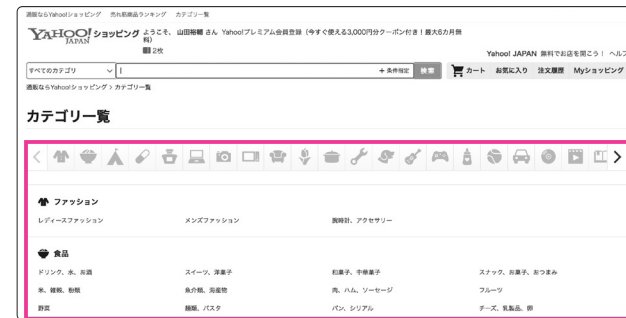 通販ならYahoo!ショッピング 売れ筋商品ランキング カテゴリ一覧
YAHOO! JAPAN ショッピング
ようこそ、 山田裕輔 さん Yahoo!プレミアム会員登録（今すぐ使える3,000円分クーポン付き！最大6カ月無料）
2枚
Yahoo! JAPAN 無料でお店を開こう！ ヘルプ
すべてのカテゴリ ＋条件指定 検索 カート お気に入り 注文履歴 Myショッピング
通販ならYahoo!ショッピング > カテゴリ一覧
カテゴリ一覧
ファッション
レディースファッション メンズファッション 腕時計、アクセサリー
食品
ドリンク、水、お酒 スイーツ、洋菓子 和菓子、中華菓子 スナック、お菓子、おつまみ
米、雑穀、粉類 魚介類、海産物 肉、ハム、ソーセージ フルーツ
野菜 麺類、パスタ パン、シリアル チーズ、乳製品、卵